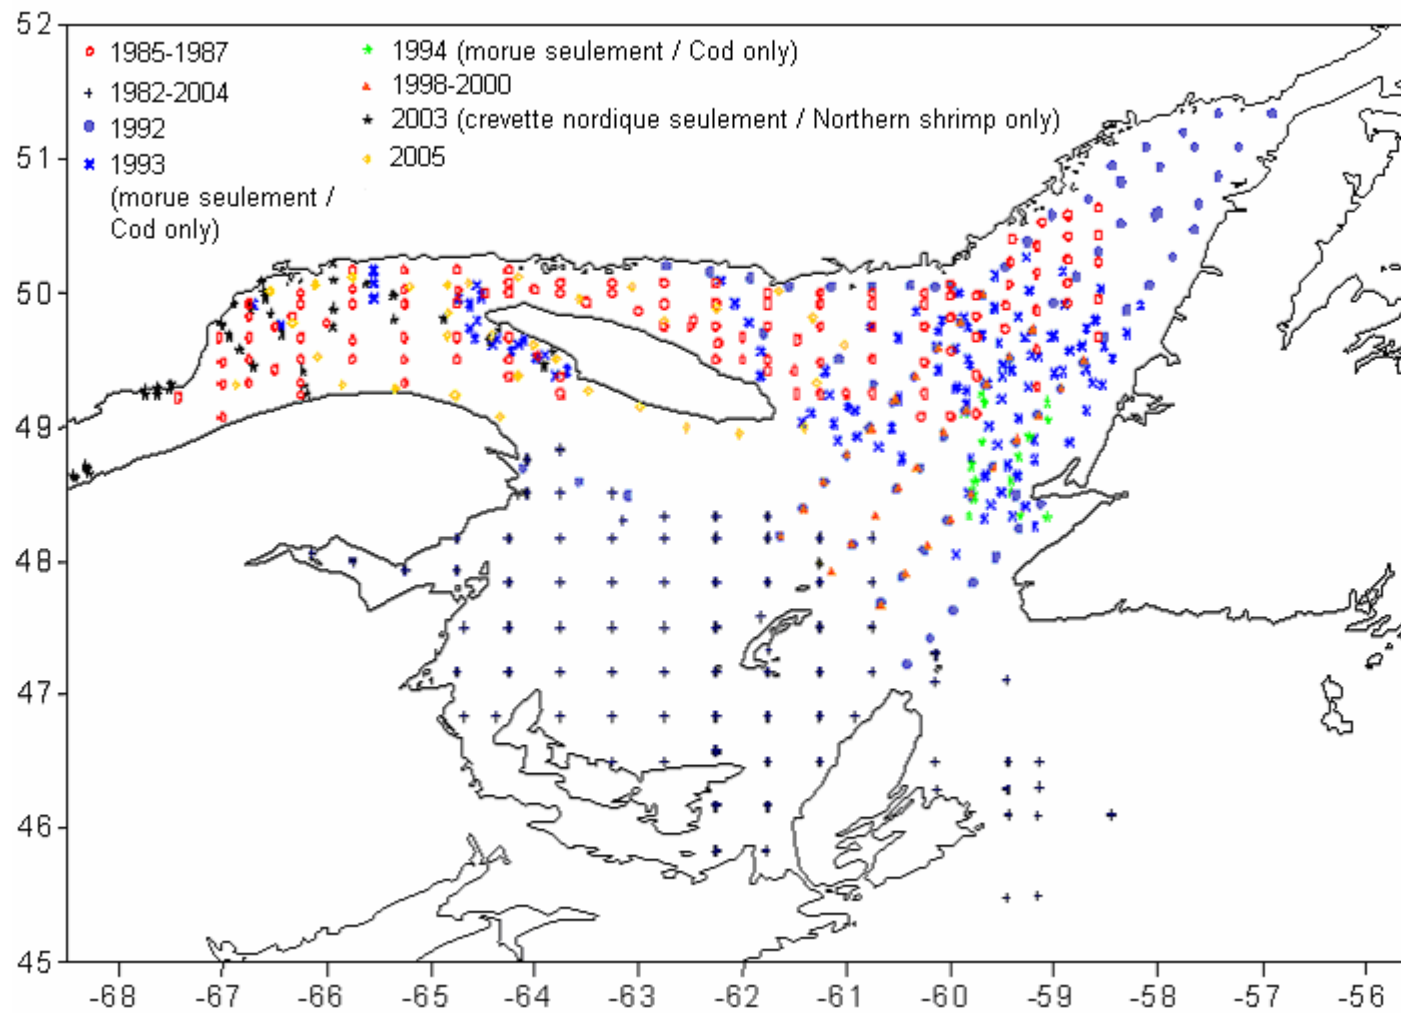 52
51
50
49
48
47
46
45
1985-1987
1982-2004
1992
1993
(morue seulement /
Cod only)
1994 (morue seulement / Cod only)
1998-2000
2003 (crevette nordique seulement / Northern shrimp only)
2005
-68 -67 -66 -65 -64 -63 -62 -61 -60 -59 -58 -57 -56